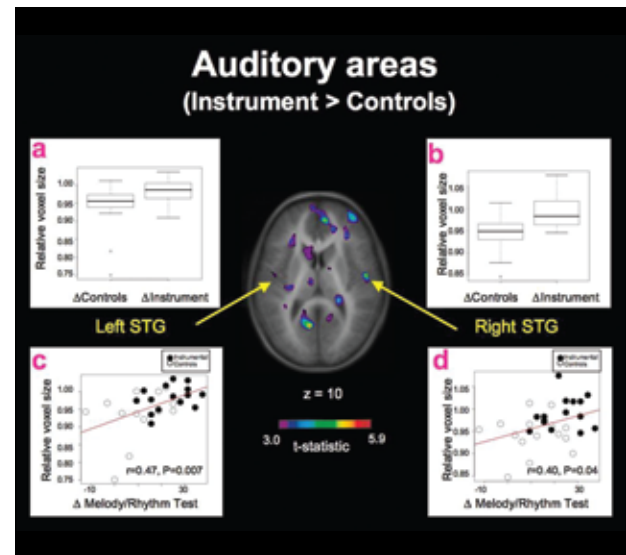 Auditory areas
(Instrument > Controls)
a
Relative voxel size
1.00
0.95
0.90
0.85
0.80
0.75
ΔControls
ΔInstrument
b
Relative voxel size
1.05
1.00
0.95
0.90
0.85
ΔControls
ΔInstrument
Left STG
Right STG
c
Instrumental
Controls
Relative voxel size
1.00
0.95
0.90
0.85
0.80
0.75
r=0.47, P=0.007
-10
30
Δ Melody/Rhythm Test
z = 10
3.0
t-statistic
5.9
d
Instrumental
Controls
Relative voxel size
1.05
1.00
0.95
0.90
0.85
r=0.40, P=0.04
-10
30
Δ Melody/Rhythm Test